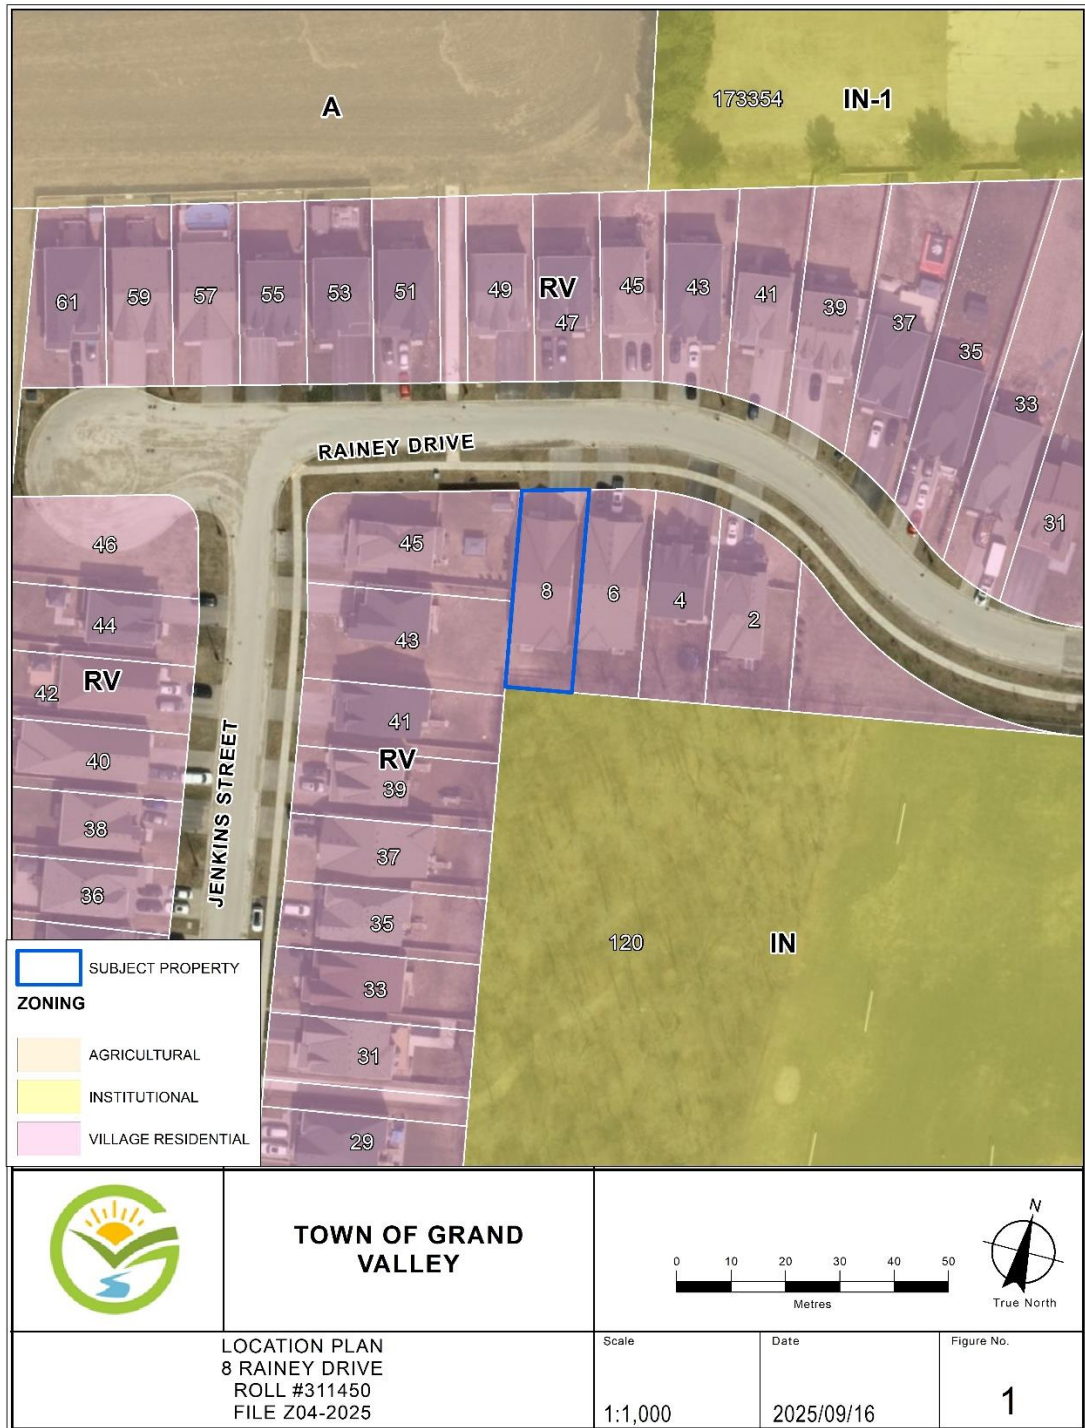 A
173354
IN-1
61
59
57
55
53
51
49
RV
47
45
43
41
39
37
35
33
31
RAINEY DRIVE
46
44
RV
42
40
38
36
JENKINS STREET
45
43
41
RV
39
37
35
33
31
29
8
6
4
2
120
IN
SUBJECT PROPERTY
ZONING
AGRICULTURAL
INSTITUTIONAL
VILLAGE RESIDENTIAL
TOWN OF GRAND
VALLEY
0 10 20 30 40 50
Metres
N
True North
LOCATION PLAN
8 RAINEY DRIVE
ROLL #311450
FILE Z04-2025
Scale
1:1,000
Date
2025/09/16
Figure No.
1